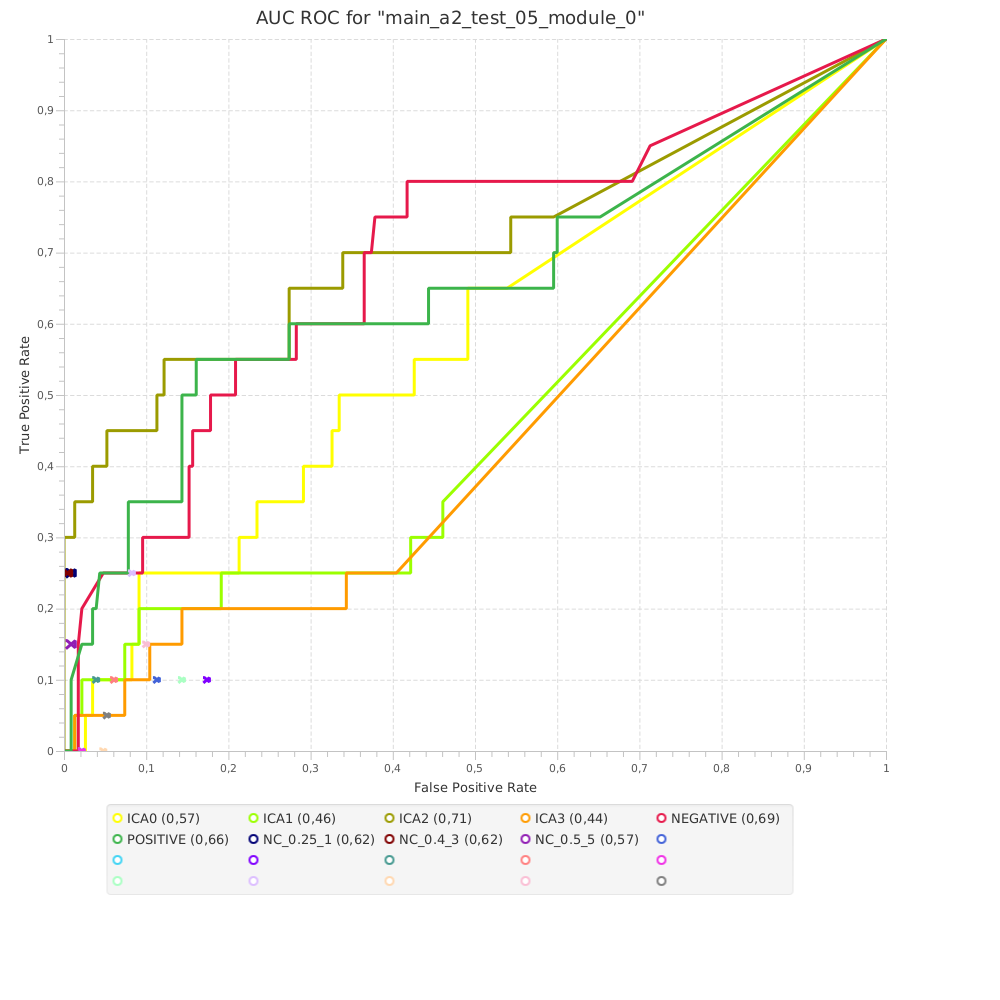 AUC ROC for "main_a2_test_05_module_0"
1
0,9
0,8
0,7
0,6
0,5
0,4
0,3
0,2
0,1
0
True Positive Rate
0 0,1 0,2 0,3 0,4 0,5 0,6 0,7 0,8 0,9 1
False Positive Rate
ICA0 (0,57) ICA1 (0,46) ICA2 (0,71) ICA3 (0,44) NEGATIVE (0,69)
POSITIVE (0,66) NC_0.25_1 (0,62) NC_0.4_3 (0,62) NC_0.5_5 (0,57)